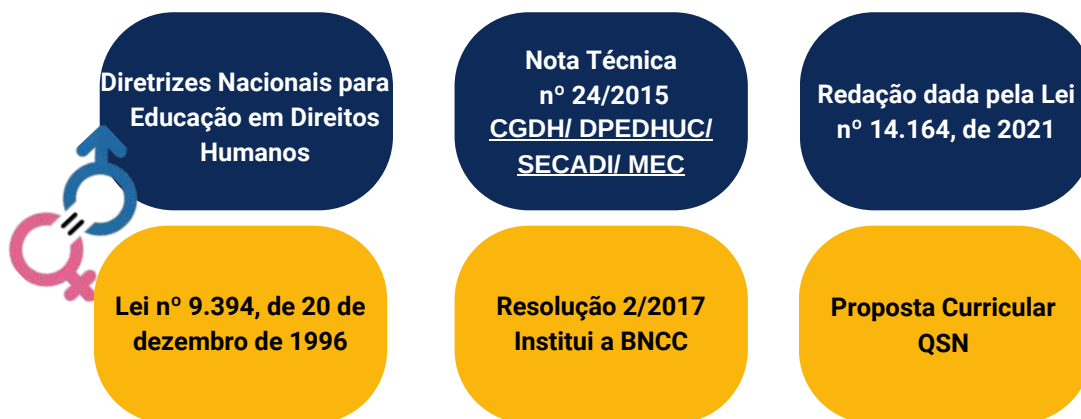 Diretrizes Nacionais para
Educação em Direitos
Humanos
Nota Técnica
nº 24/2015
CGDH/ DPEDHUC/
SECADI/ MEC
Redação dada pela Lei
nº 14.164, de 2021
Lei nº 9.394, de 20 de
dezembro de 1996
Resolução 2/2017
Institui a BNCC
Proposta Curricular
QSN